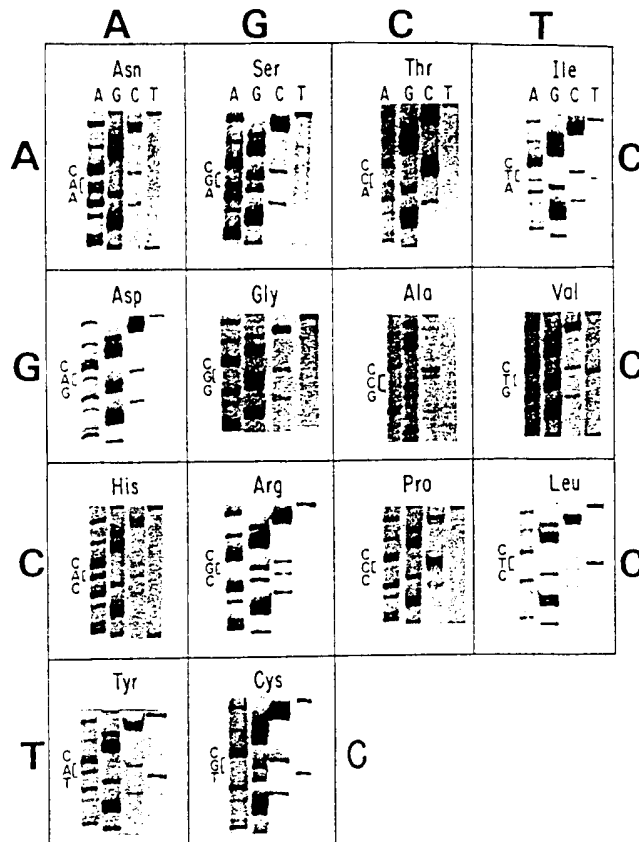 A G C T
Asn Ser Thr Ile
A G C T A G C T A G C T A G C T
A C
C A A
C G A
C C A
C T A
Asp Gly Ala Val
G C
C A G
C G G
C C G
C T G
His Arg Pro Leu
C C
C A C
C G C
C C C
C T C
Tyr Cys
T C
C A T
C G T